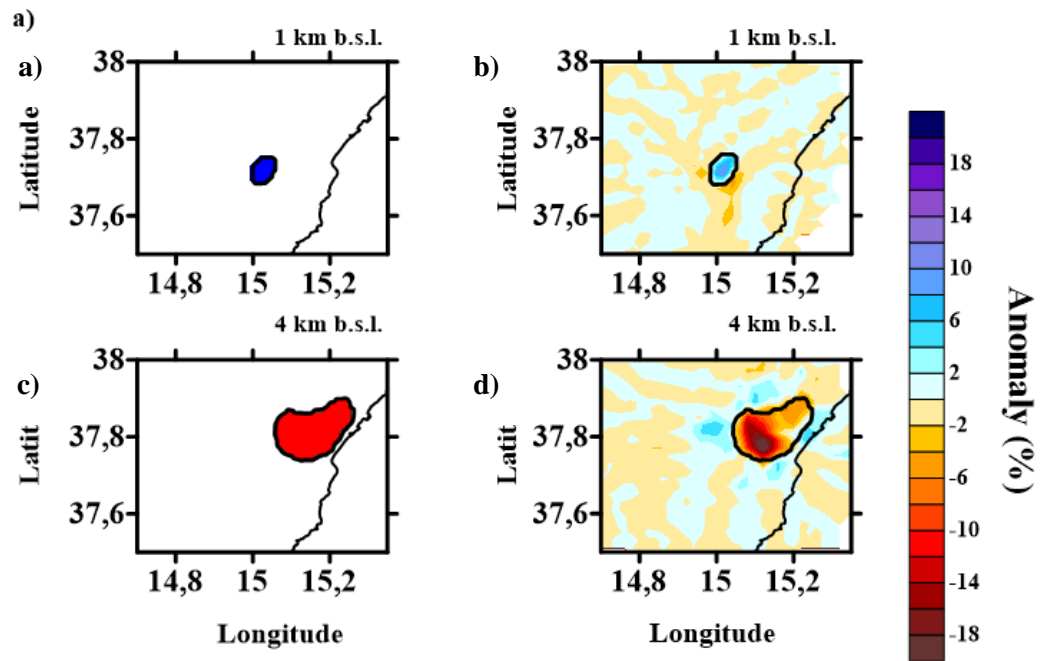 a)
1 km b.s.l.
1 km b.s.l.
a)
b)
38
37,8
37,6
Latitude
14,8 15 15,2
38
37,8
37,6
Latitude
14,8 15 15,2
4 km b.s.l.
4 km b.s.l.
c)
d)
38
37,8
37,6
Latit
14,8 15 15,2
Longitude
38
37,8
37,6
Latit
14,8 15 15,2
Longitude
18
14
10
6
2
-2
-6
-10
-14
-18
Anomaly (%)